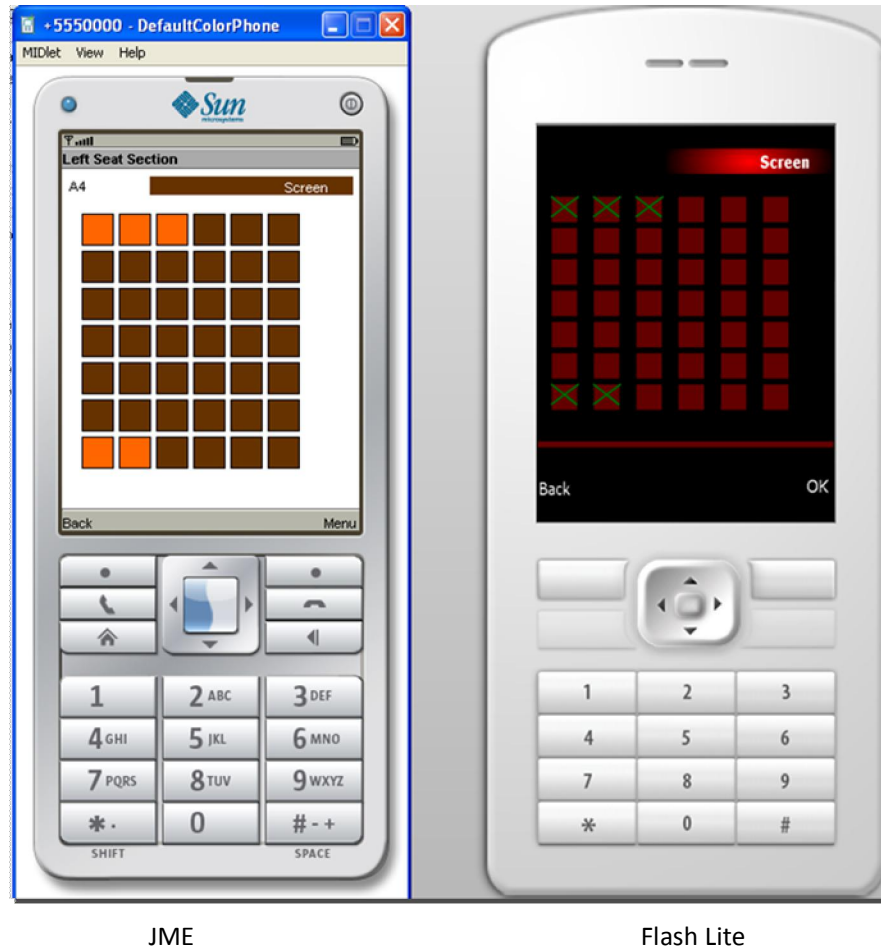 +5550000 - DefaultColorPhone
MIDlet View Help
Sun
microsystems
Left Seat Section
A4 Screen
Back Menu
1 2 ABC 3 DEF
4 GHI 5 JKL 6 MNO
7 PQRS 8 TUV 9 WXYZ
* . 0 # - +
SHIFT SPACE
Screen
Back OK
1 2 3
4 5 6
7 8 9
* 0 #
JME Flash Lite